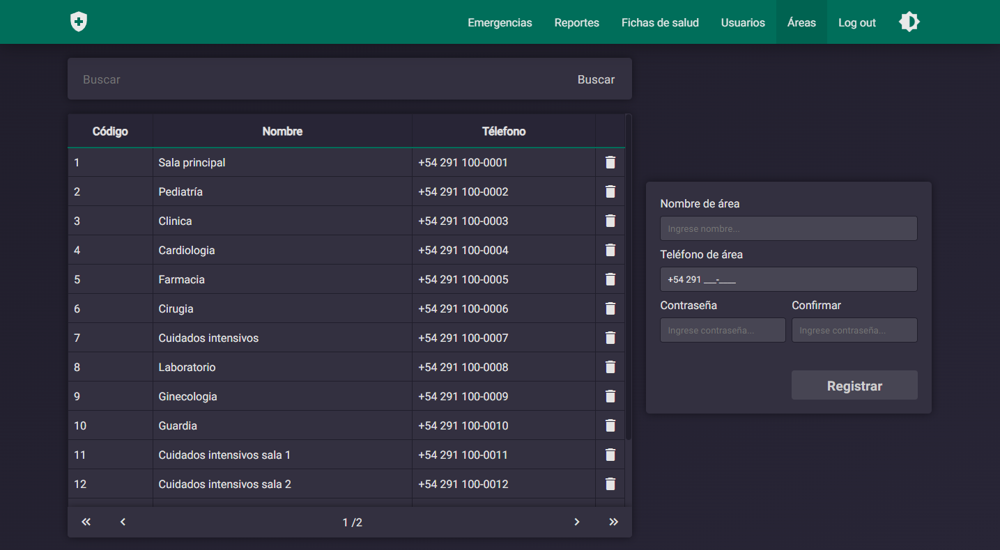 Emergencias Reportes Fichas de salud Usuarios Áreas Log out
Buscar Buscar
Código Nombre Télefono
1 Sala principal +54 291 100-0001
2 Pediatría +54 291 100-0002
3 Clinica +54 291 100-0003
4 Cardiologia +54 291 100-0004
5 Farmacia +54 291 100-0005
6 Cirugia +54 291 100-0006
7 Cuidados intensivos +54 291 100-0007
8 Laboratorio +54 291 100-0008
9 Ginecologia +54 291 100-0009
10 Guardia +54 291 100-0010
11 Cuidados intensivos sala 1 +54 291 100-0011
12 Cuidados intensivos sala 2 +54 291 100-0012
« ‹ 1 /2 › »
Nombre de área
Ingrese nombre...
Teléfono de área
+54 291 ___-____
Contraseña Confirmar
Ingrese contraseña... Ingrese contraseña...
Registrar